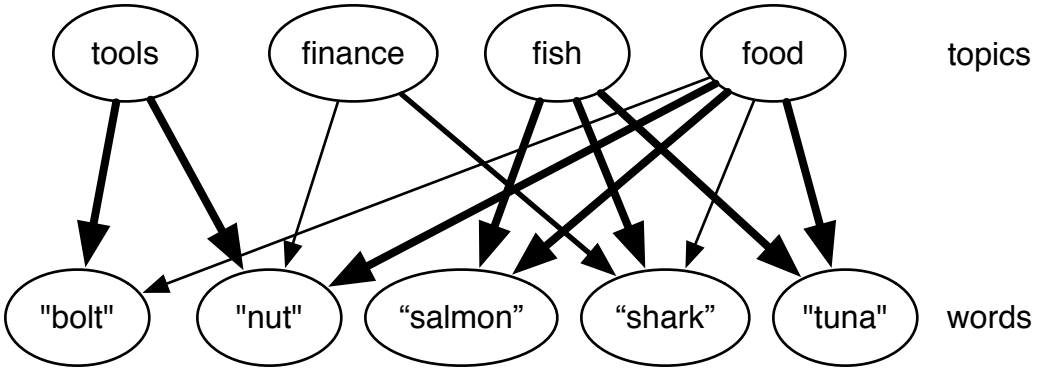 tools finance fish food topics
"bolt" "nut" “salmon” “shark” "tuna" words